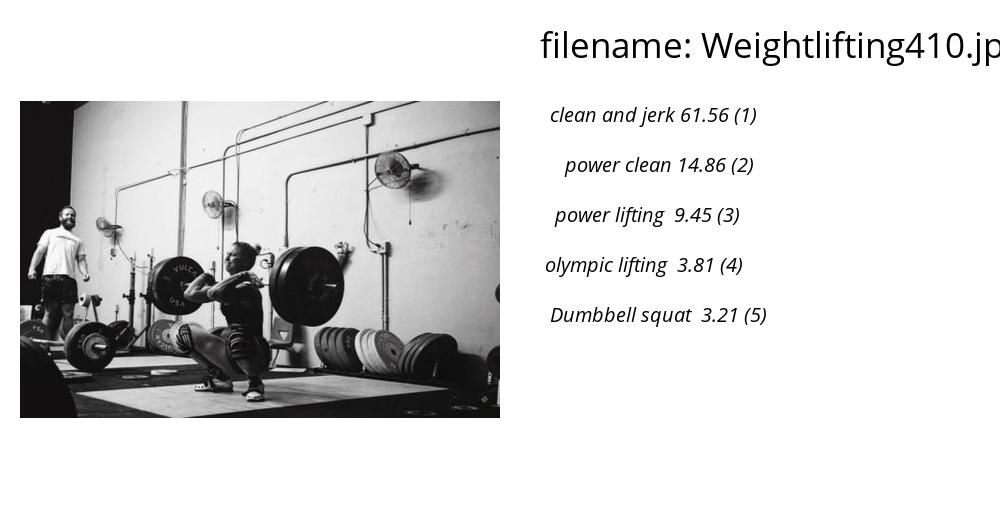 filename: Weightlifting410.jp
clean and jerk 61.56 (1)
power clean 14.86 (2)
power lifting 9.45 (3)
olympic lifting 3.81 (4)
Dumbbell squat 3.21 (5)
VULCAN
USA